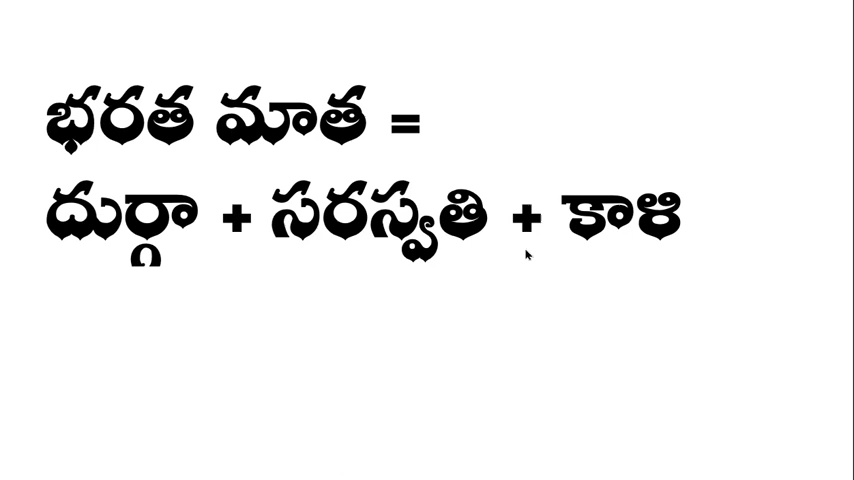 భరత మాత =
దుర్గా + సరస్వతి + కాళి